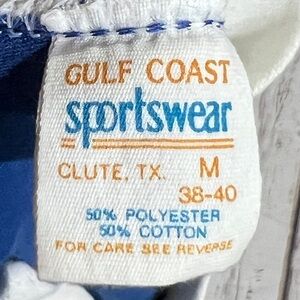 GULF COAST
sportswear
CLUTE, TX. M
38-40
50% POLYESTER
50% COTTON
FOR CARE SEE REVERSE